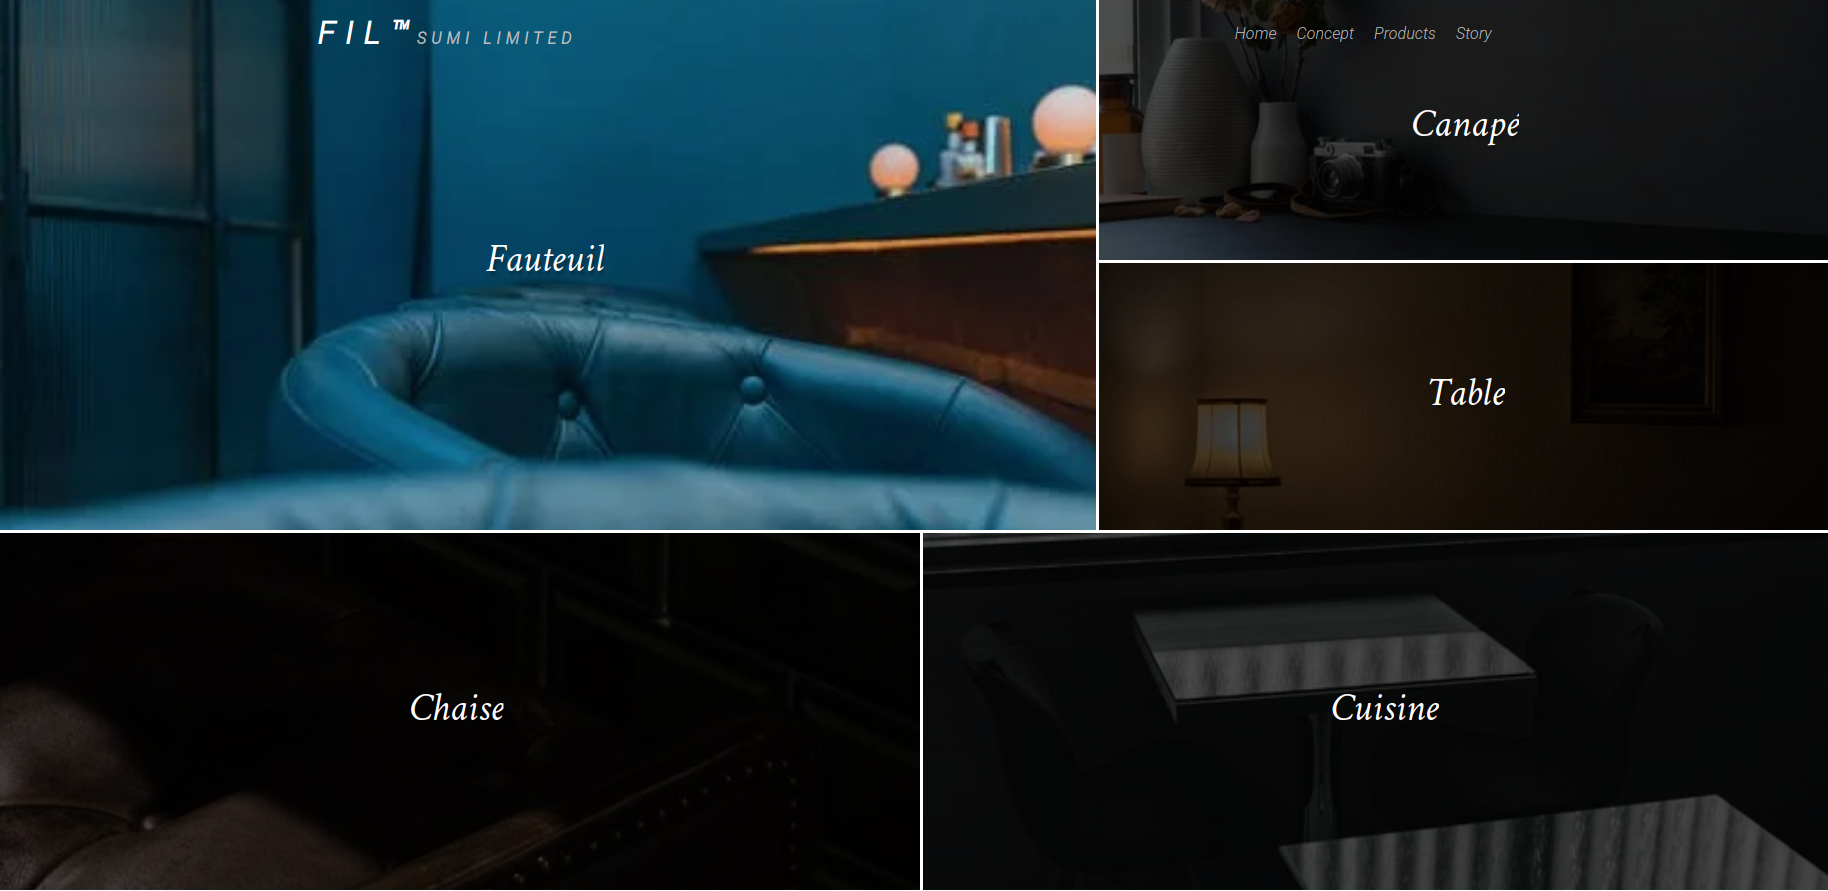 FIL™ SUMI LIMITED
Home Concept Products Story
Canapé
Fauteuil
Table
Chaise
Cuisine